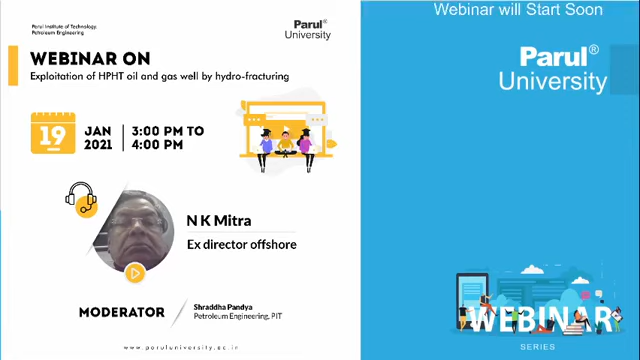 Parul Institute of Technology,
Petroleum Engineering
Parul®
University
WEBINAR ON
Exploitation of HPHT oil and gas well by hydro-fracturing
19
JAN
2021
3:00 PM TO
4:00 PM
N K Mitra
Ex director offshore
MODERATOR
Shraddha Pandya
Petroleum Engineering, PIT
www.paruluniversity.ac.in
Webinar will Start Soon
Parul®
University
WEBINAR
SERIES